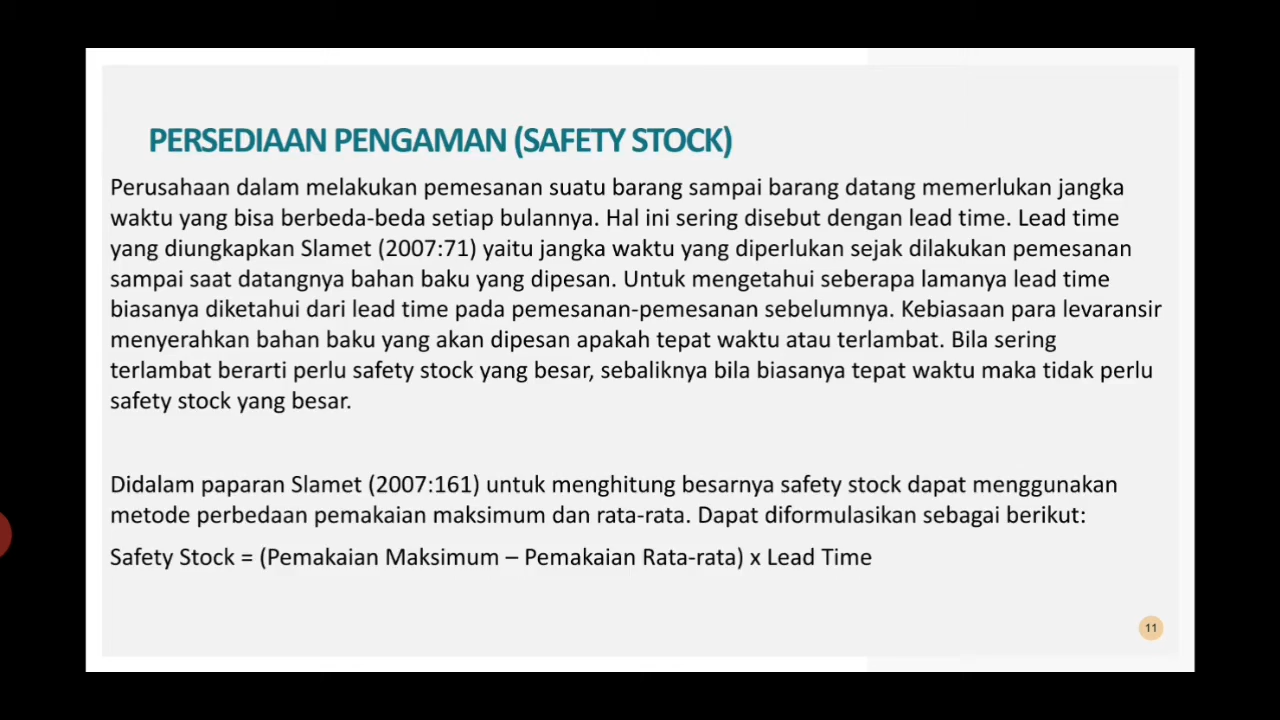 PERSEDIAAN PENGAMAN (SAFETY STOCK)
Perusahaan dalam melakukan pemesanan suatu barang sampai barang datang memerlukan jangka
waktu yang bisa berbeda-beda setiap bulannya. Hal ini sering disebut dengan lead time. Lead time
yang diungkapkan Slamet (2007:71) yaitu jangka waktu yang diperlukan sejak dilakukan pemesanan
sampai saat datangnya bahan baku yang dipesan. Untuk mengetahui seberapa lamanya lead time
biasanya diketahui dari lead time pada pemesanan-pemesanan sebelumnya. Kebiasaan para levaransir
menyerahkan bahan baku yang akan dipesan apakah tepat waktu atau terlambat. Bila sering
terlambat berarti perlu safety stock yang besar, sebaliknya bila biasanya tepat waktu maka tidak perlu
safety stock yang besar.
Didalam paparan Slamet (2007:161) untuk menghitung besarnya safety stock dapat menggunakan
metode perbedaan pemakaian maksimum dan rata-rata. Dapat diformulasikan sebagai berikut:
Safety Stock = (Pemakaian Maksimum – Pemakaian Rata-rata) x Lead Time
11